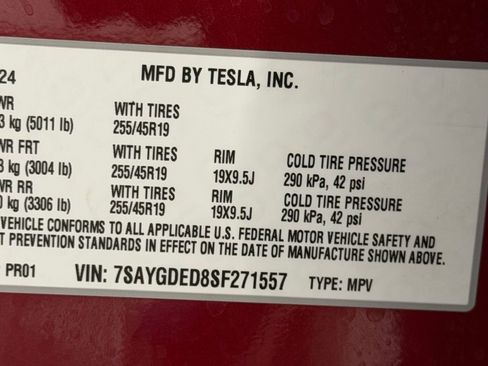 24 MFD BY TESLA, INC.
WR WITH TIRES
3 kg (5011 lb) 255/45R19
WR FRT WITH TIRES RIM COLD TIRE PRESSURE
8 kg (3004 lb) 255/45R19 19X9.5J 290 kPa, 42 psi
WR RR WITH TIRES RIM COLD TIRE PRESSURE
0 kg (3306 lb) 255/45R19 19X9.5J 290 kPa, 42 psi
VEHICLE CONFORMS TO ALL APPLICABLE U.S. FEDERAL MOTOR VEHICLE SAFETY AND
T PREVENTION STANDARDS IN EFFECT ON THE DATE OF MANUFACTURE SHOWN ABOVE.
: PR01 VIN: 7SAYGDED8SF271557 TYPE: MPV